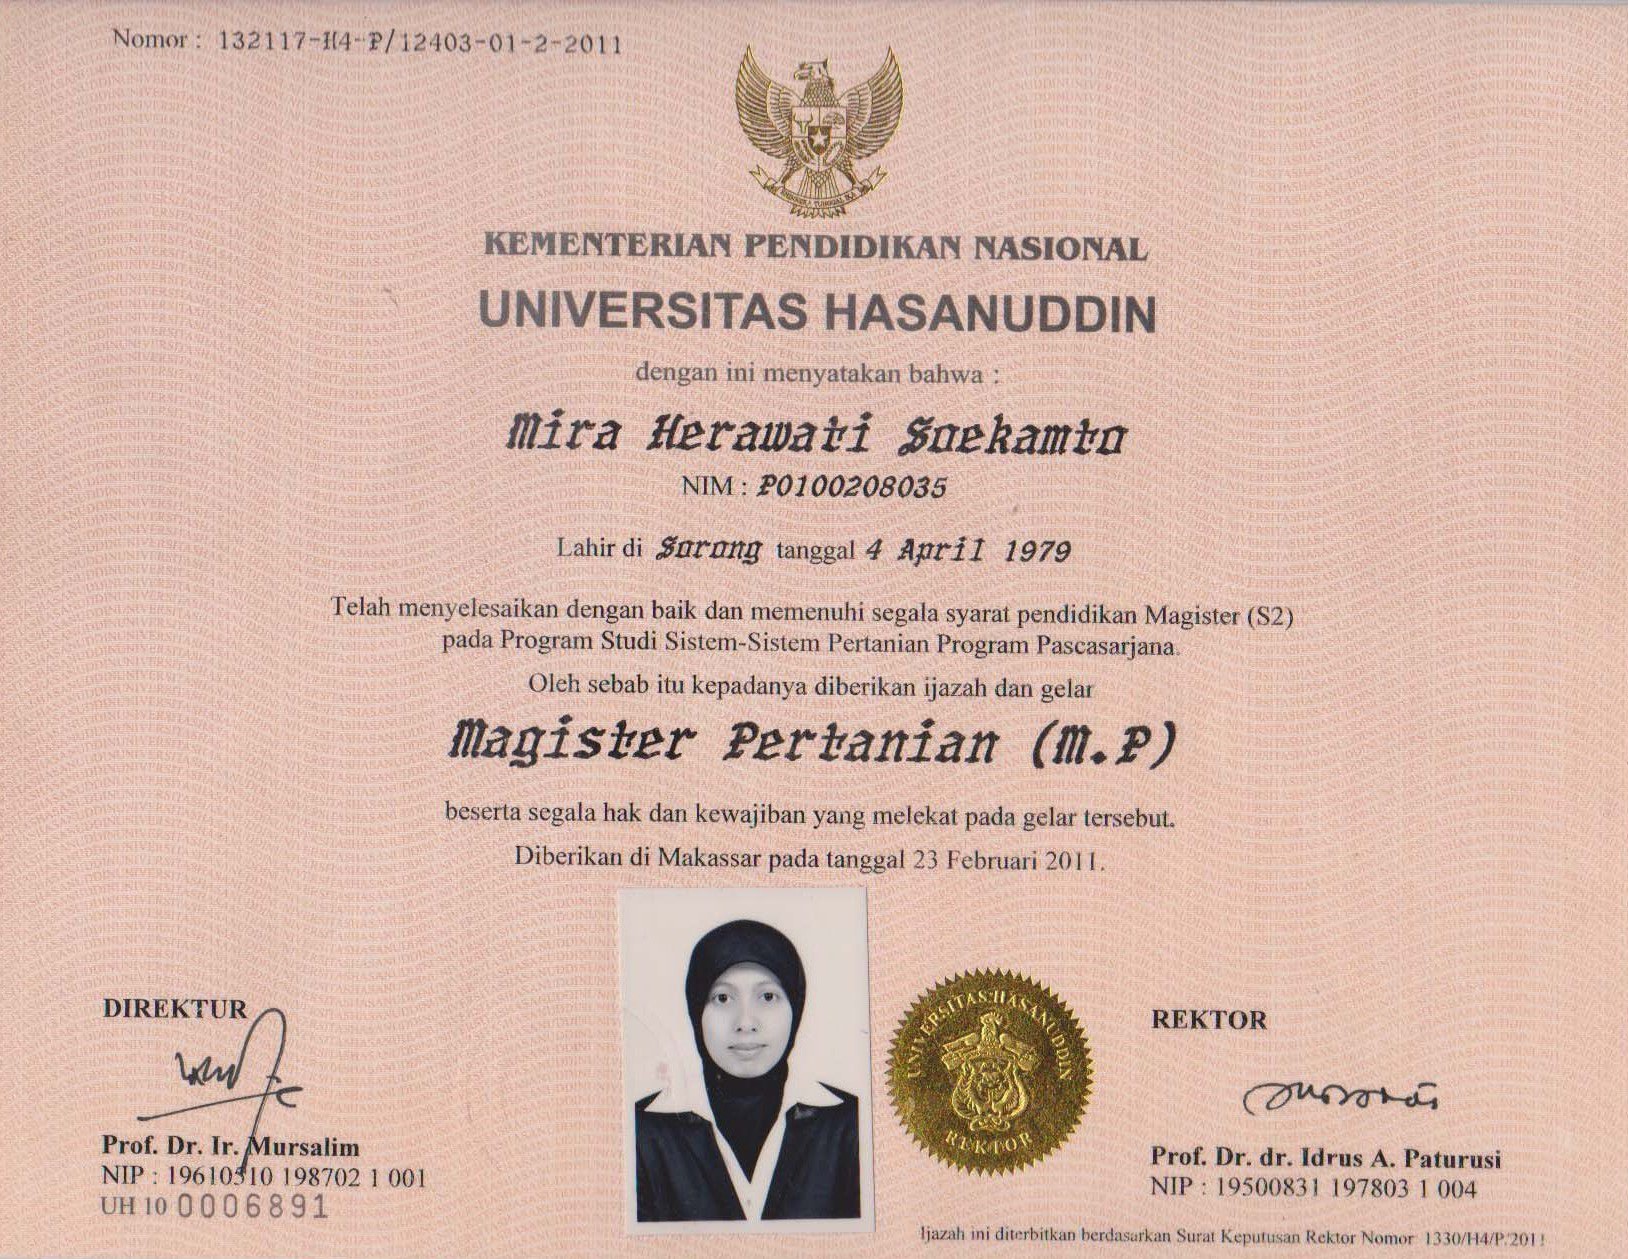 Nomor : 132117-H4-P/12403-01-2-2011
KEMENTERIAN PENDIDIKAN NASIONAL
UNIVERSITAS HASANUDDIN
dengan ini menyatakan bahwa :
Mira Herawati Soekamto
NIM : P0100208035
Lahir di Sorong tanggal 4 April 1979
Telah menyelesaikan dengan baik dan memenuhi segala syarat pendidikan Magister (S2)
pada Program Studi Sistem-Sistem Pertanian Program Pascasarjana.
Oleh sebab itu kepadanya diberikan ijazah dan gelar
Magister Pertanian (M.P)
beserta segala hak dan kewajiban yang melekat pada gelar tersebut.
Diberikan di Makassar pada tanggal 23 Februari 2011.
DIREKTUR
Prof. Dr. Ir. Mursalim
NIP : 19610510 198702 1 001
UH 10 0006891
UNIVERSITAS HASANUDDIN
REKTOR
REKTOR
Prof. Dr. dr. Idrus A. Paturusi
NIP : 19500831 197803 1 004
Ijazah ini diterbitkan berdasarkan Surat Keputusan Rektor Nomor 1330/H4/P.2011